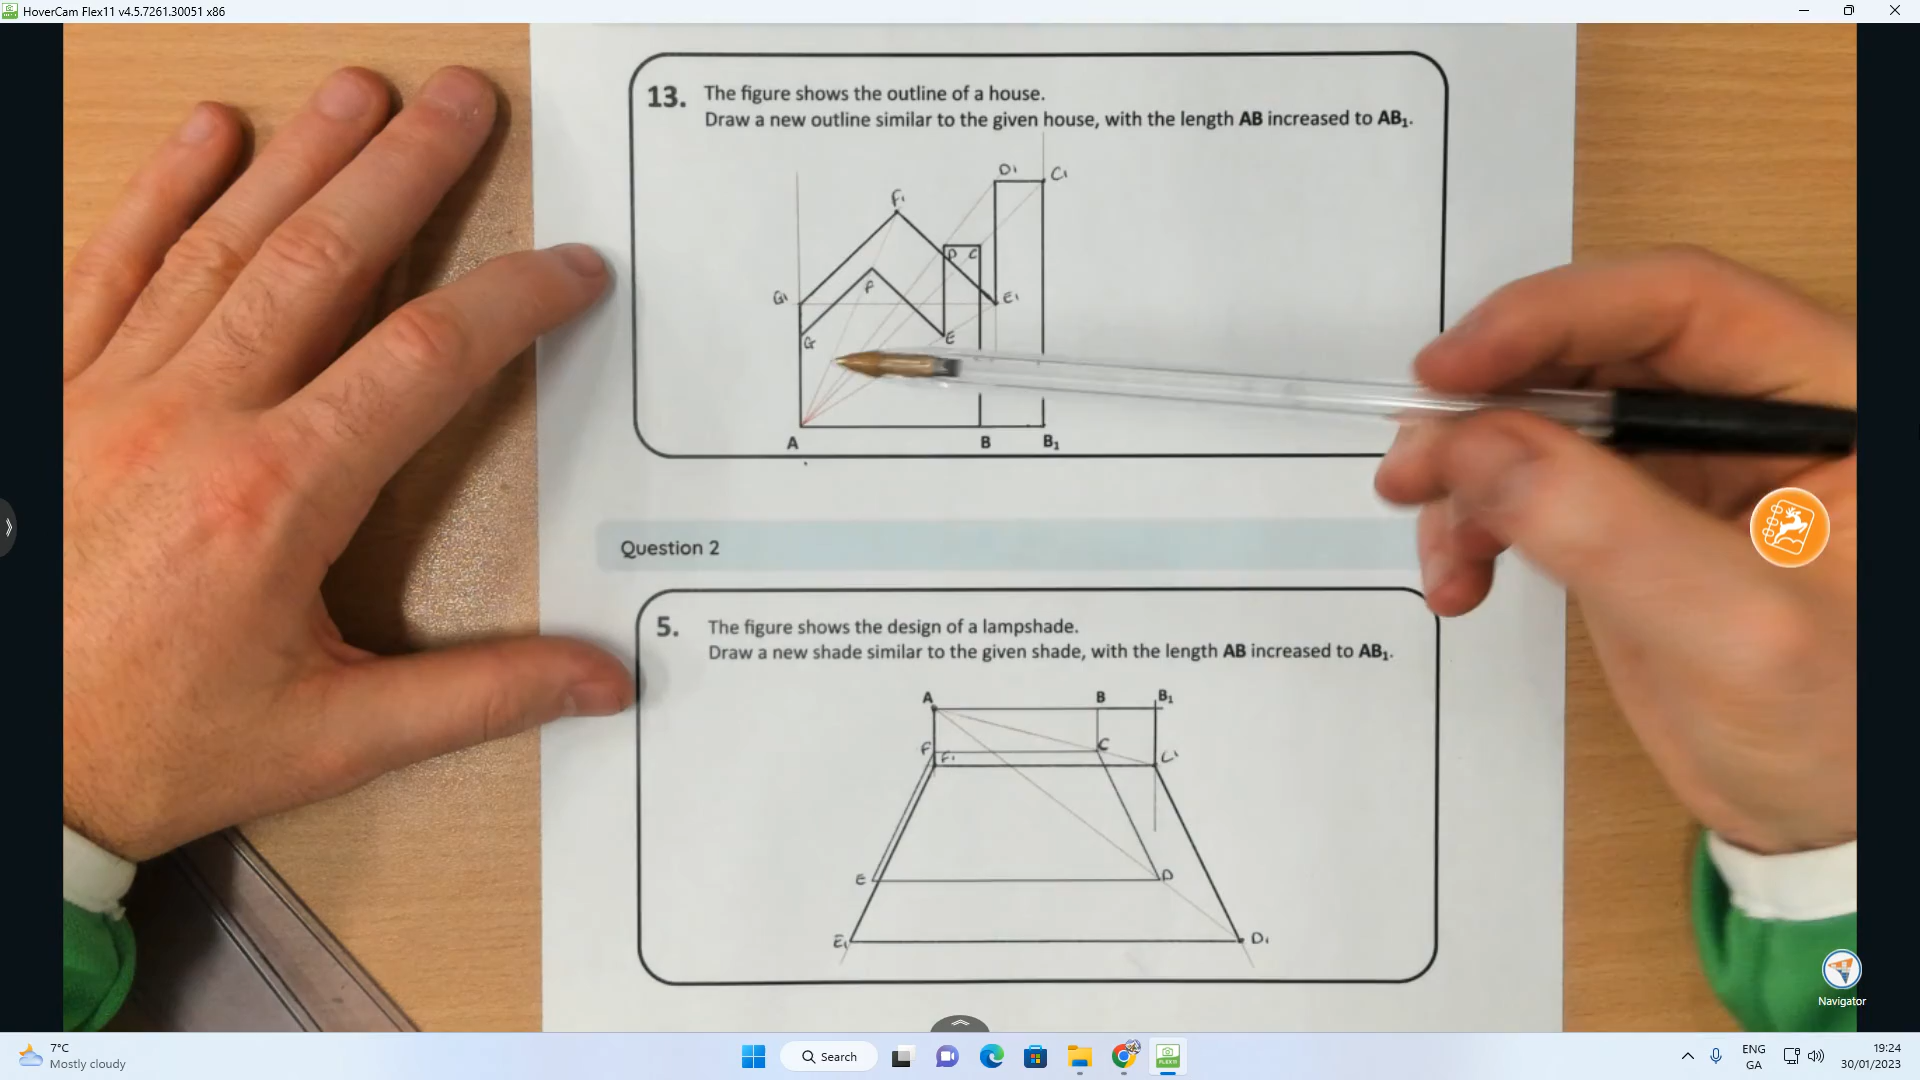 HoverCam Flex11 v4.5.7261.30051 x86
13. The figure shows the outline of a house.
Draw a new outline similar to the given house, with the length AB increased to AB₁.
D₁ C₁
F₁
D C
F
G₁ E₁
G E
A B B₁
Question 2
5. The figure shows the design of a lampshade.
Draw a new shade similar to the given shade, with the length AB increased to AB₁.
A B B₁
F C
F₁ C₁
E D
E₁ D₁
Navigator
7°C
Mostly cloudy
Search
FLEX11
ENG
GA
19:24
30/01/2023